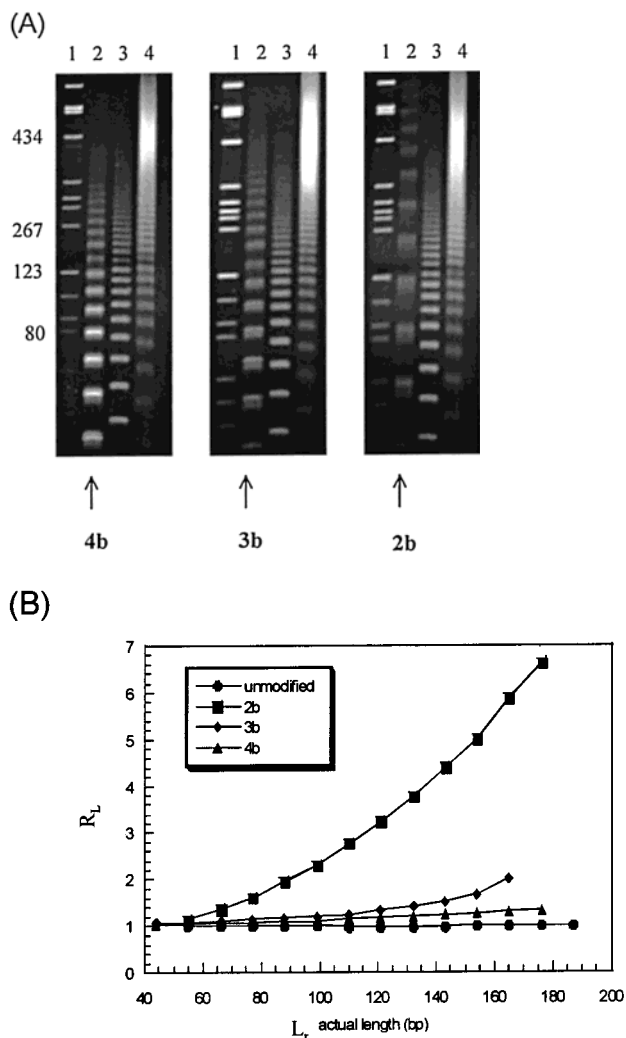 (A)
1 2 3 4 1 2 3 4 1 2 3 4
434
267
123
80
4b 3b 2b
(B)
7
6
5
4
3
2
1
0
R_L
unmodified
2b
3b
4b
40 60 80 100 120 140 160 180 200
L_r actual length (bp)